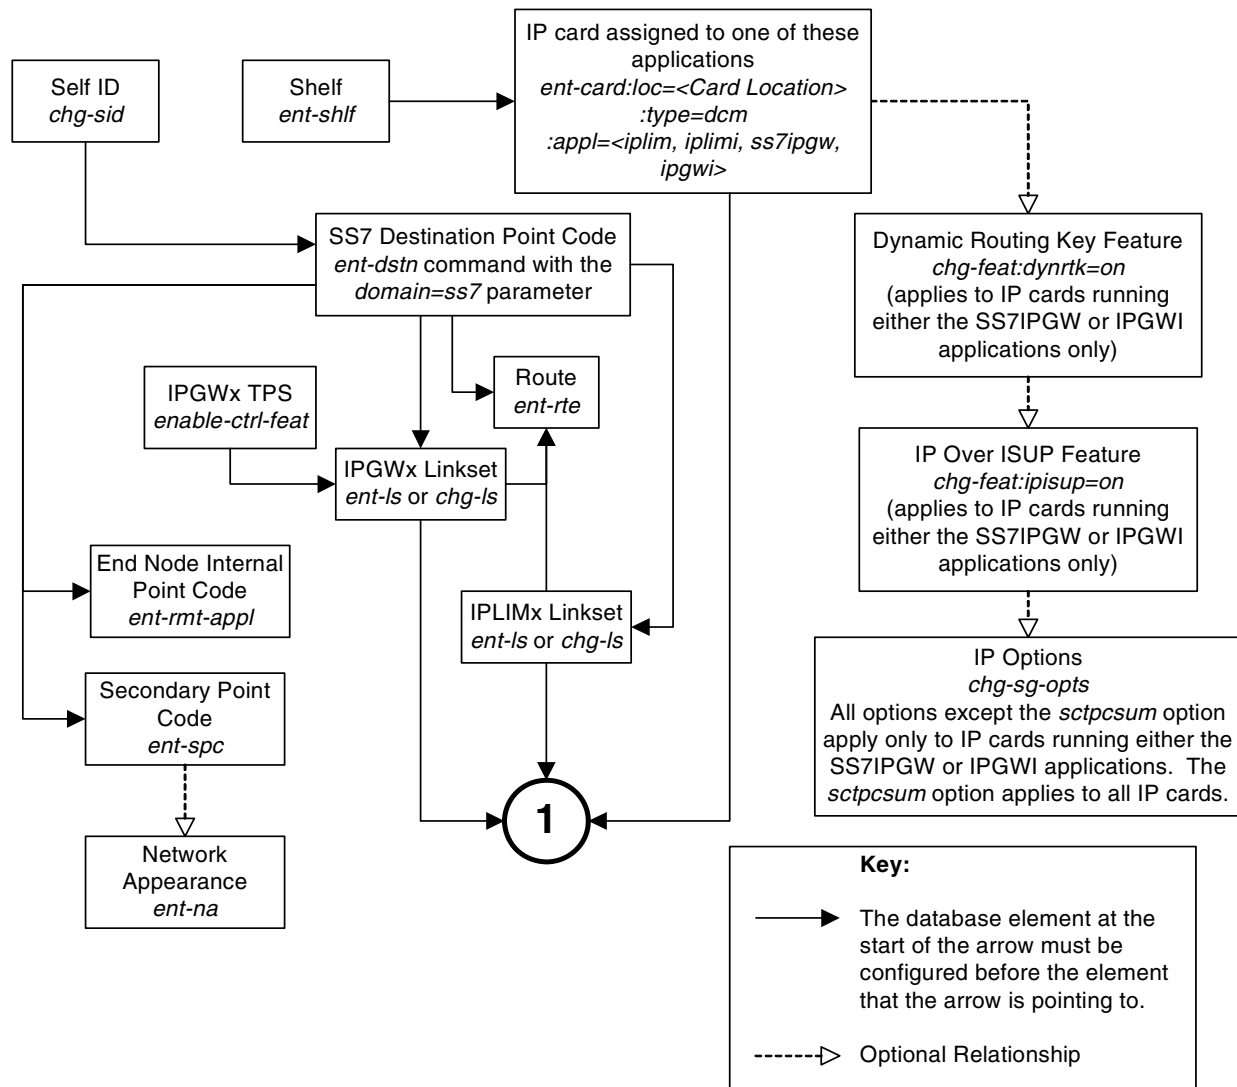 Self ID
chg-sid
Shelf
ent-shlf
IP card assigned to one of these
applications
ent-card:loc=<Card Location>
:type=dcm
:appl=<iplim, iplimi, ss7ipgw,
ipgwi>
SS7 Destination Point Code
ent-dstn command with the
domain=ss7 parameter
Dynamic Routing Key Feature
chg-feat:dynrtk=on
(applies to IP cards running
either the SS7IPGW or IPGWI
applications only)
IPGWx TPS
enable-ctrl-feat
Route
ent-rte
IPGWx Linkset
ent-ls or chg-ls
IP Over ISUP Feature
chg-feat:ipisup=on
(applies to IP cards running
either the SS7IPGW or IPGWI
applications only)
End Node Internal
Point Code
ent-rmt-appl
IPLIMx Linkset
ent-ls or chg-ls
Secondary Point
Code
ent-spc
IP Options
chg-sg-opts
All options except the sctpcsum option
apply only to IP cards running either the
SS7IPGW or IPGWI applications. The
sctpcsum option applies to all IP cards.
1
Network
Appearance
ent-na
Key:
The database element at the
start of the arrow must be
configured before the element
that the arrow is pointing to.
Optional Relationship